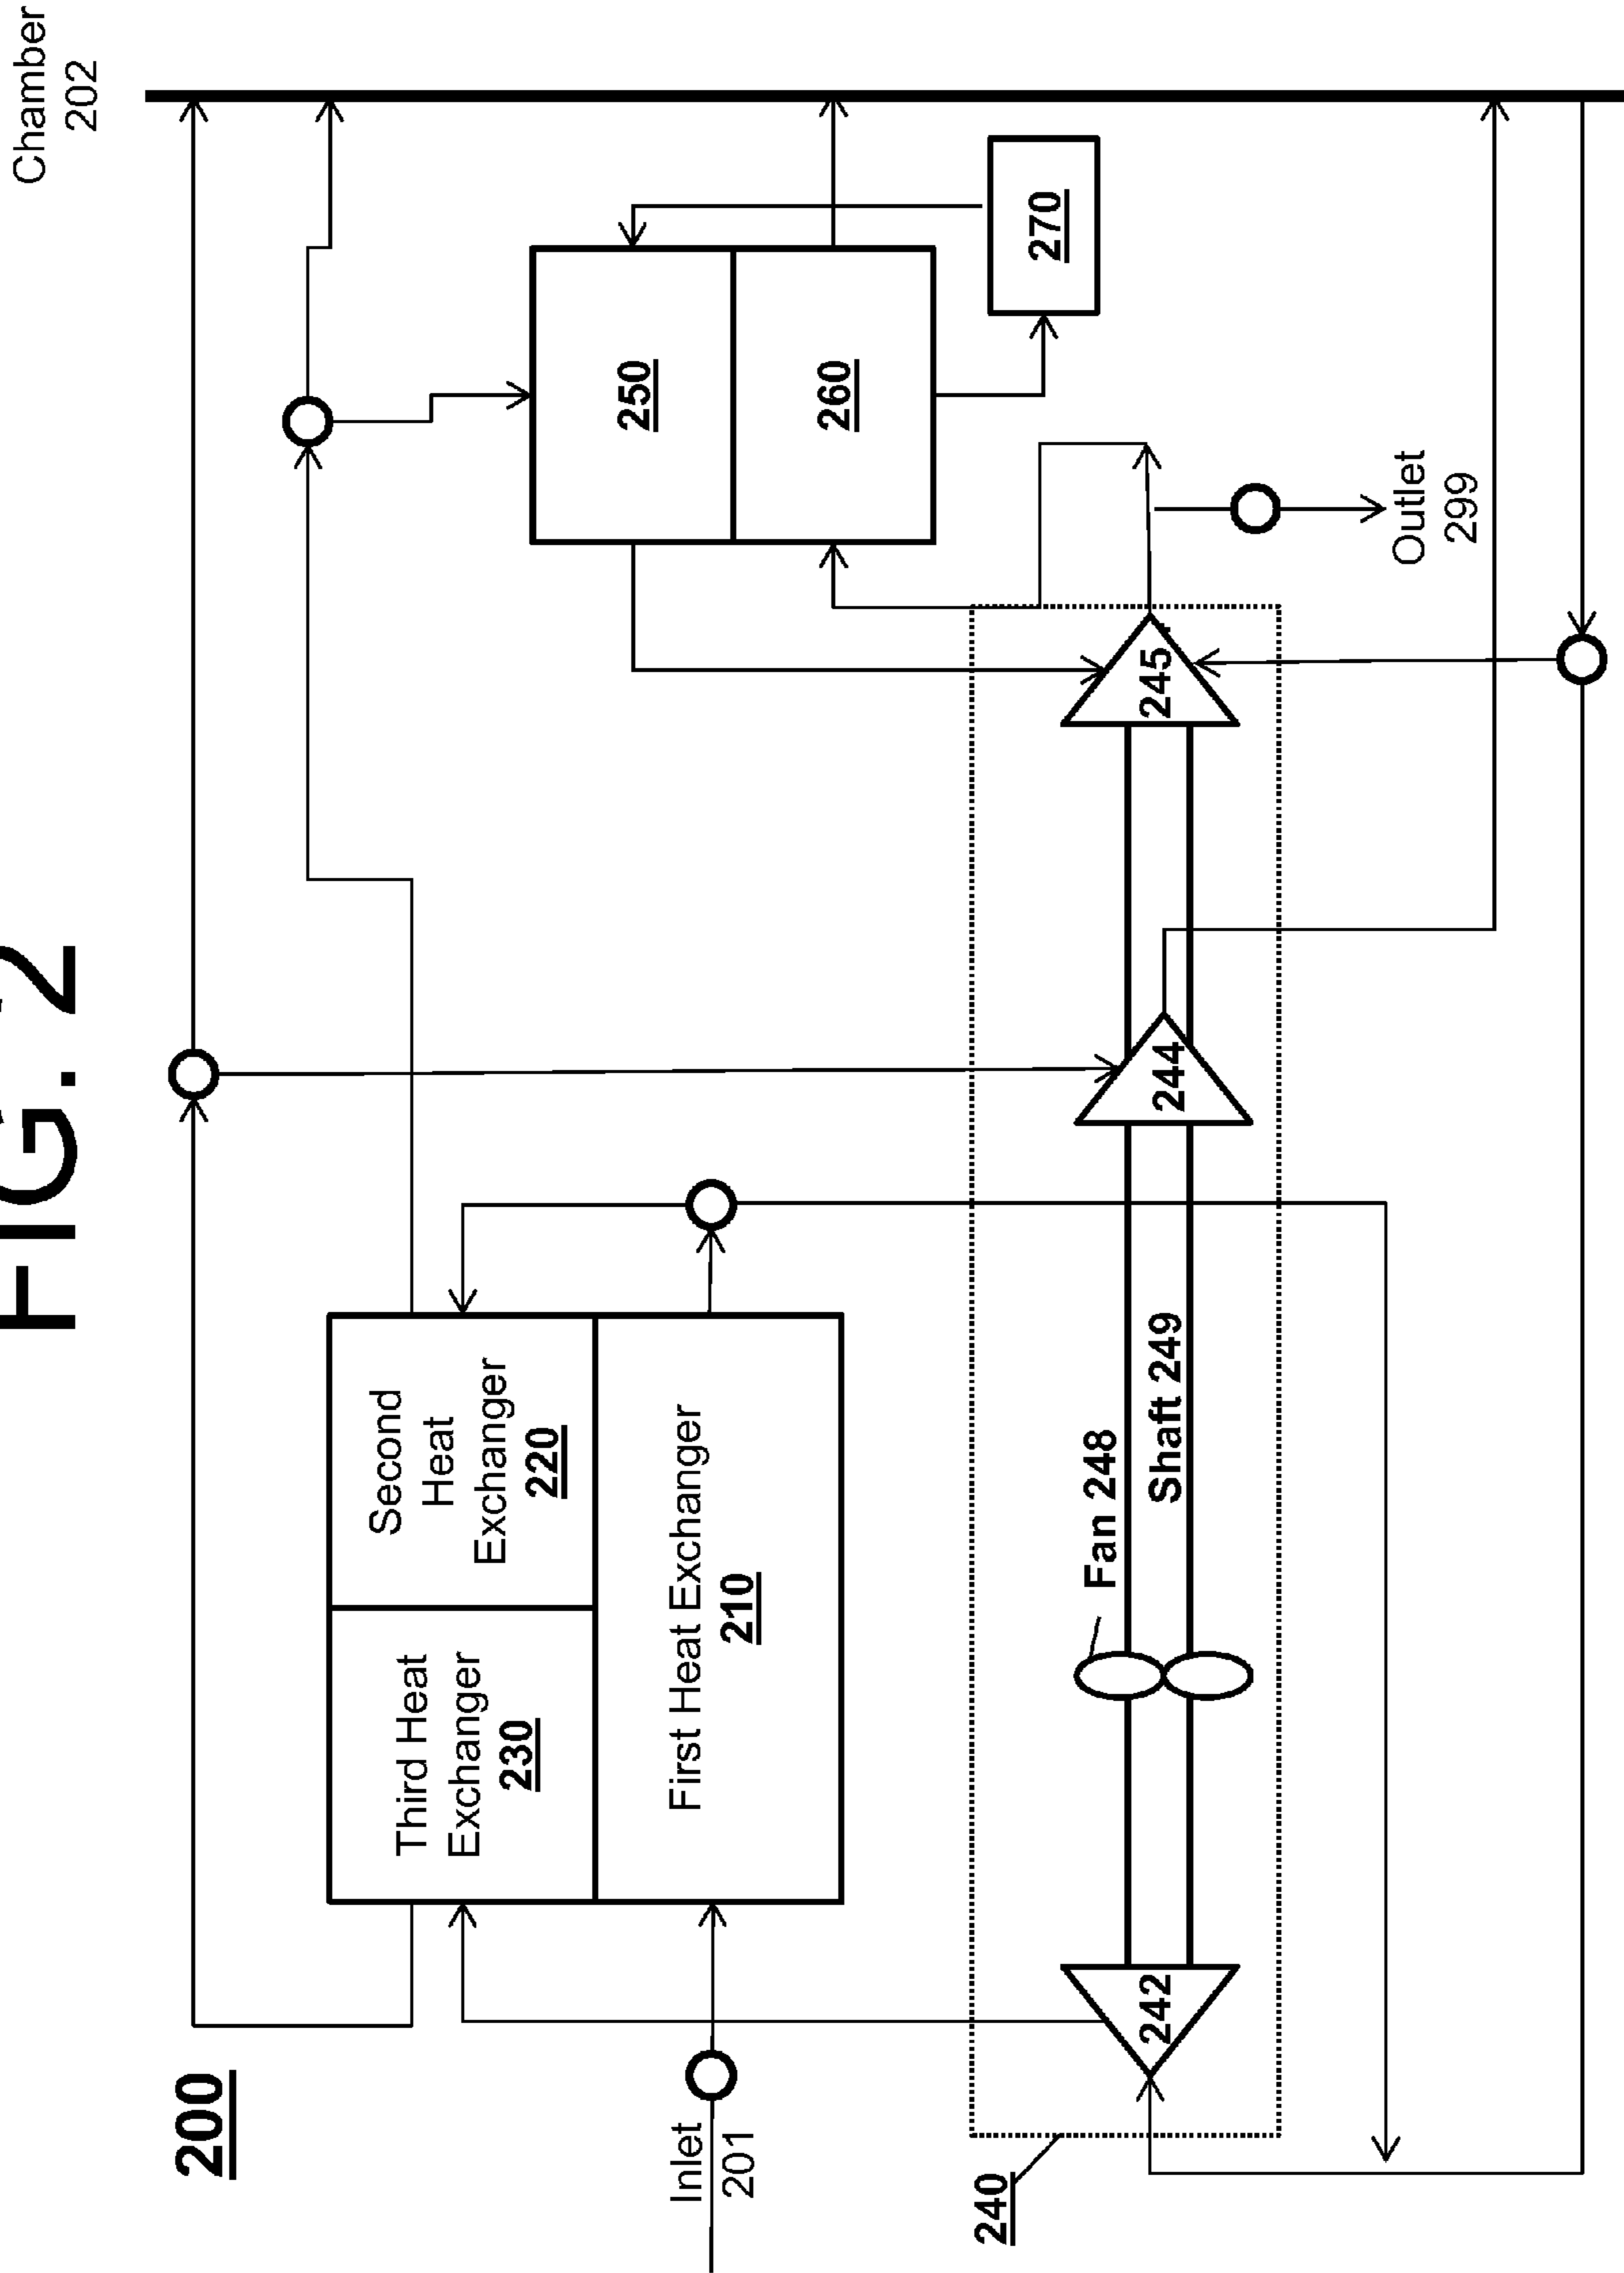 FIG. 2
Chamber
202
200
Third Heat
Exchanger
230
Second
Heat
Exchanger
220
First Heat Exchanger
210
Inlet
201
250
260
270
240
242
Fan 248
Shaft 249
244
245
Outlet
299